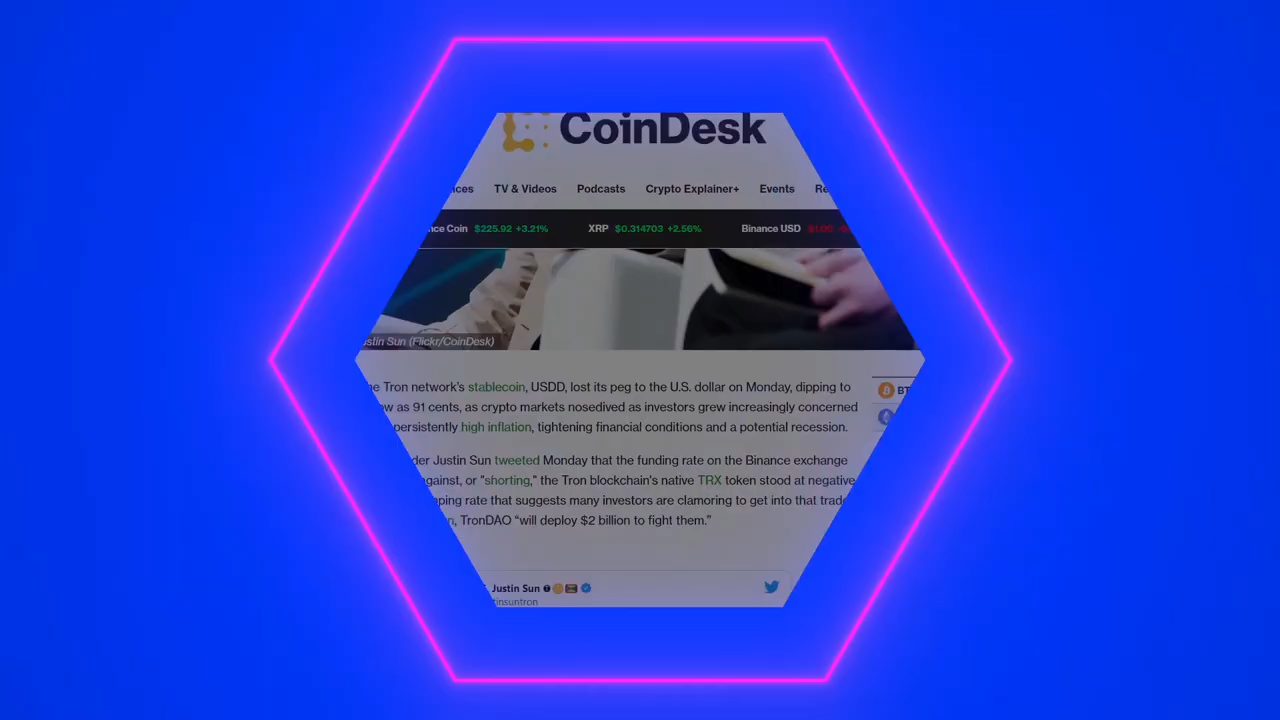 CoinDesk
TV & Videos Podcasts Crypto Explainer+ Events
Coin $225.92 +3.21% XRP $0.314703 +2.56% Binance USD
Sun (Flickr/CoinDesk)
Tron network's stablecoin, USDD, lost its peg to the U.S. dollar on Monday, dipping to
as 91 cents, as crypto markets nosedived as investors grew increasingly concerned
persistently high inflation, tightening financial conditions and a potential recession.
Justin Sun tweeted Monday that the funding rate on the Binance exchange
or "shorting," the Tron blockchain's native TRX token stood at negative
rate that suggests many investors are clamoring to get into that trade
TronDAO “will deploy $2 billion to fight them.”
Justin Sun